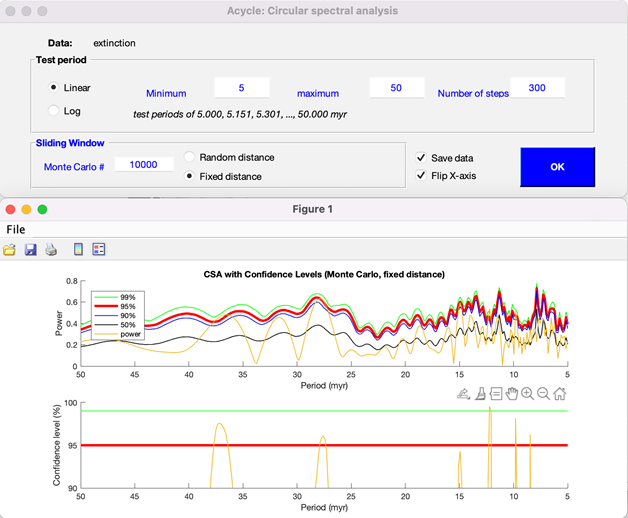 Acycle: Circular spectral analysis
Data: extinction
Test period
Linear
Minimum 5 maximum 50 Number of steps 300
Log
test periods of 5.000, 5.151, 5.301, ..., 50.000 myr
Sliding Window
Monte Carlo # 10000
Random distance
Fixed distance
Save data
Flip X-axis
OK
Figure 1
File
CSA with Confidence Levels (Monte Carlo, fixed distance)
Power
0.8
0.6
0.4
0.2
0
99%
95%
90%
50%
power
50 45 40 35 30 25 20 15 10 5
Period (myr)
Confidence level (%)
100
95
90
50 45 40 35 30 25 20 15 10 5
Period (myr)